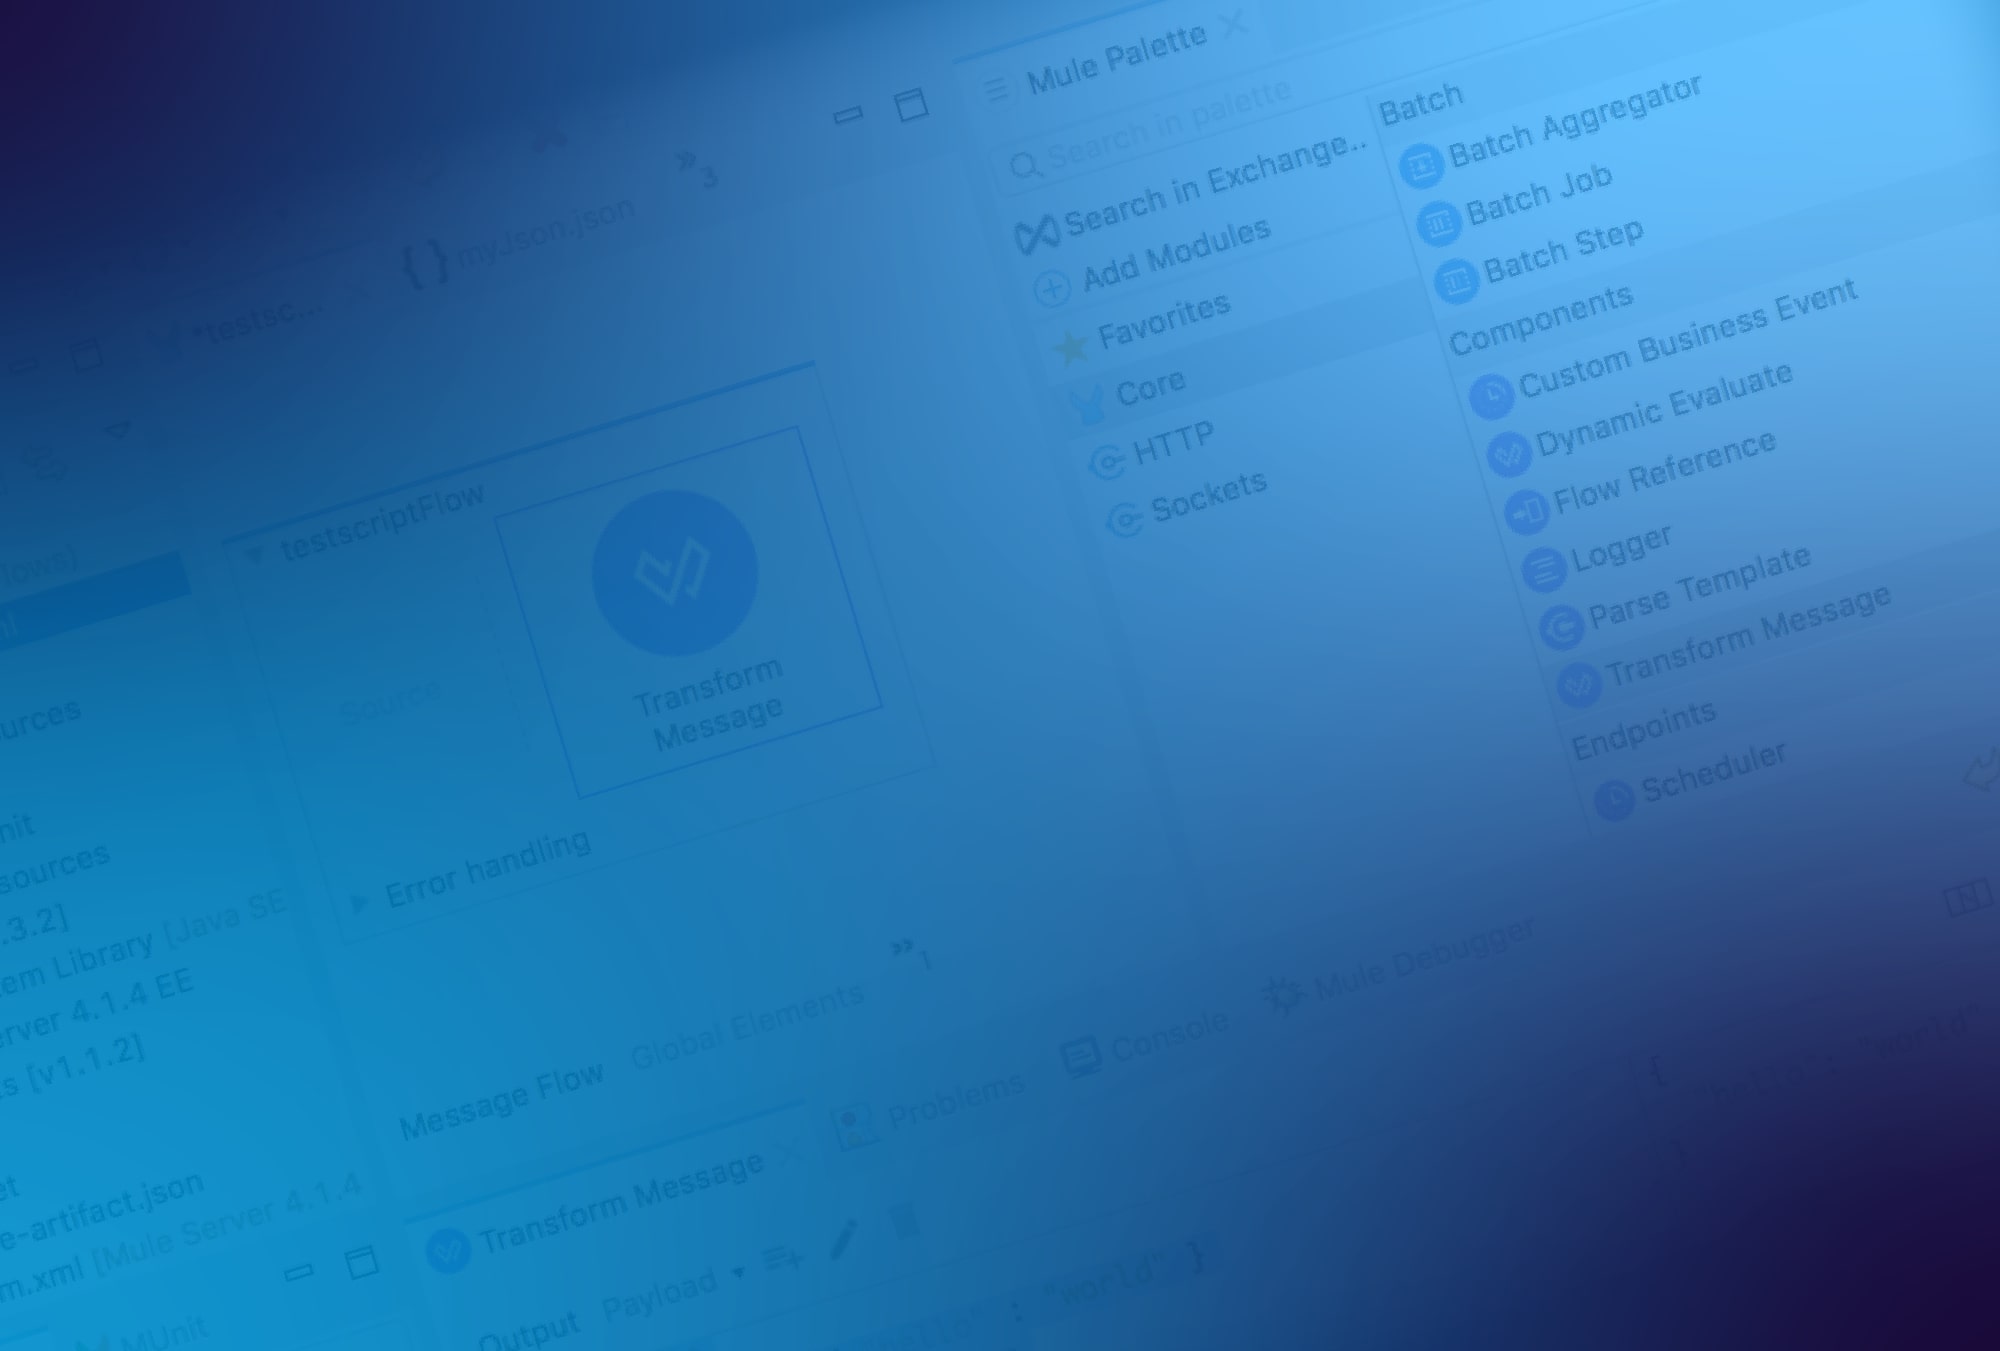 Mule Palette
Search in palette
Search in Exchange..
Add Modules
Favorites
Core
HTTP
Sockets
Batch
Batch Aggregator
Batch Job
Batch Step
Components
Custom Business Event
Dynamic Evaluate
Flow Reference
Logger
Parse Template
Transform Message
Endpoints
Scheduler
»3
*testsc...
{ } myJson.json
testscriptFlow
Source
Transform
Message
Error handling
»1
Message Flow
Global Elements
lows)
urces
nit
sources
.3.2]
em Library [Java SE
erver 4.1.4 EE
s [v1.1.2]
et
e-artifact.json
m.xml [Mule Server 4.1.4
MUnit
Transform Message
Problems
Console
Mule Debugger
Output
Payload
"hello" : "world" }
{
"hello": "world"
}